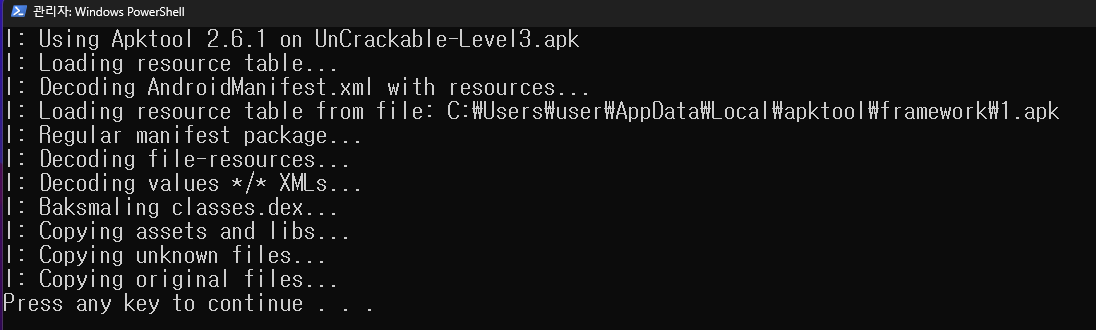 관리자: Windows PowerShell
I: Using Apktool 2.6.1 on UnCrackable-Level3.apk
I: Loading resource table...
I: Decoding AndroidManifest.xml with resources...
I: Loading resource table from file: C:₩Users₩user₩AppData₩Local₩apktool₩framework₩1.apk
I: Regular manifest package...
I: Decoding file-resources...
I: Decoding values */* XMLs...
I: Baksmaling classes.dex...
I: Copying assets and libs...
I: Copying unknown files...
I: Copying original files...
Press any key to continue . . .